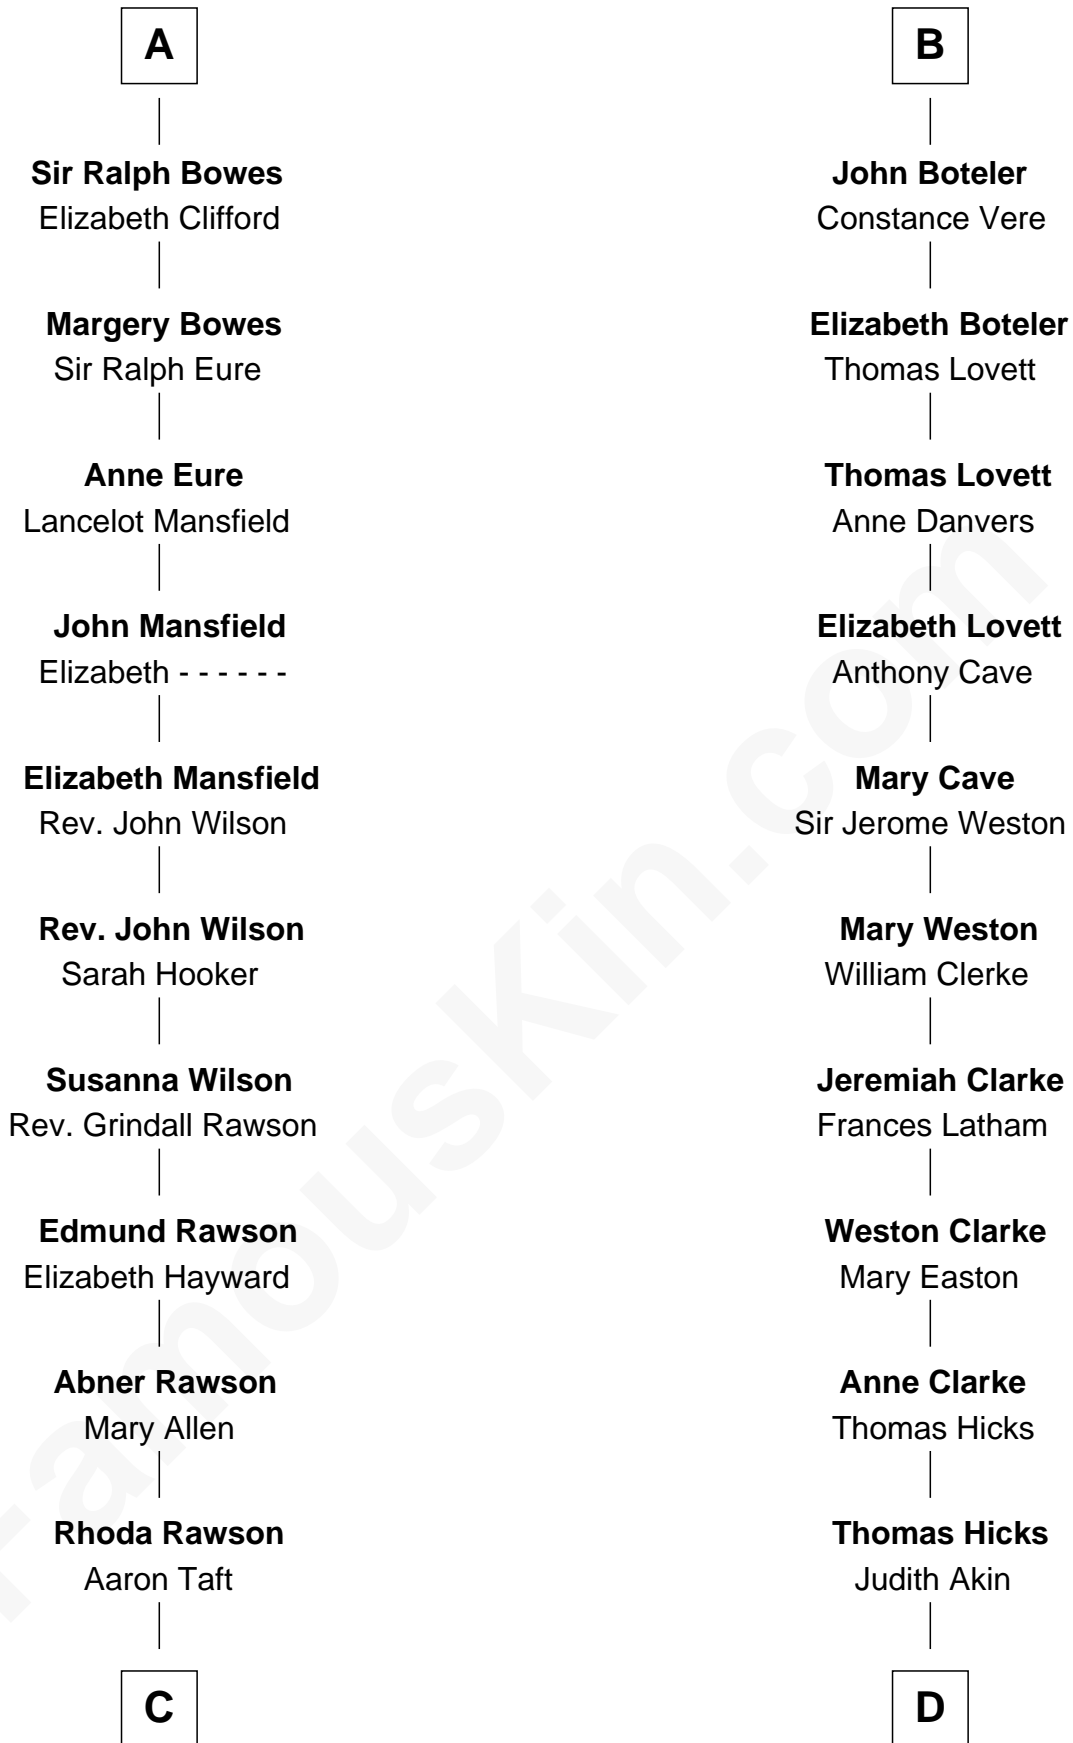 A
Sir Ralph Bowes
Elizabeth Clifford
Margery Bowes
Sir Ralph Eure
Anne Eure
Lancelot Mansfield
John Mansfield
Elizabeth - - - - - -
Elizabeth Mansfield
Rev. John Wilson
Rev. John Wilson
Sarah Hooker
Susanna Wilson
Rev. Grindall Rawson
Edmund Rawson
Elizabeth Hayward
Abner Rawson
Mary Allen
Rhoda Rawson
Aaron Taft
C
B
John Boteler
Constance Vere
Elizabeth Boteler
Thomas Lovett
Thomas Lovett
Anne Danvers
Elizabeth Lovett
Anthony Cave
Mary Cave
Sir Jerome Weston
Mary Weston
William Clerke
Jeremiah Clarke
Frances Latham
Weston Clarke
Mary Easton
Anne Clarke
Thomas Hicks
Thomas Hicks
Judith Akin
D
FamousKin.com